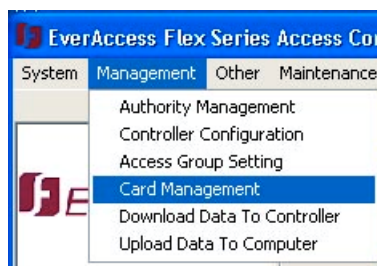 EverAccess Flex Series Access Co
System Management Other Maintenance
Authority Management
Controller Configuration
Access Group Setting
Card Management
Download Data To Controller
Upload Data To Computer
E